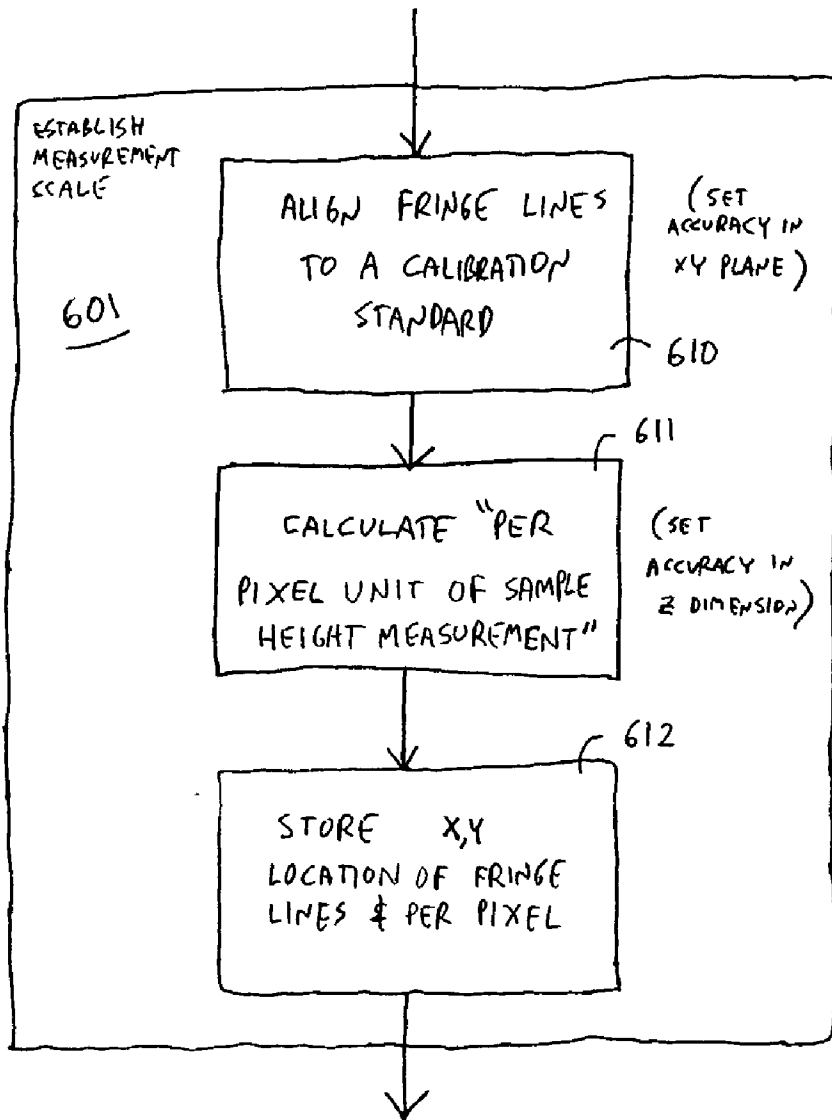 ESTABLISH
MEASUREMENT
SCALE
601
ALIGN FRINGE LINES
TO A CALIBRATION
STANDARD
(SET
ACCURACY IN
XY PLANE)
610
611
CALCULATE "PER
PIXEL UNIT OF SAMPLE
HEIGHT MEASUREMENT"
(SET
ACCURACY IN
Z DIMENSION)
612
STORE X,Y
LOCATION OF FRINGE
LINES & PER PIXEL